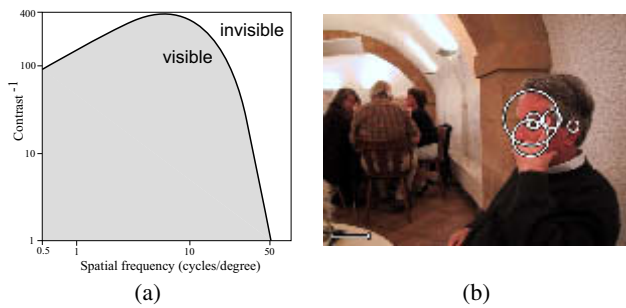 400
100
10
1
Contrast -1
invisible
visible
0.5 1 10 50
Spatial frequency (cycles/degree)
(a) (b)